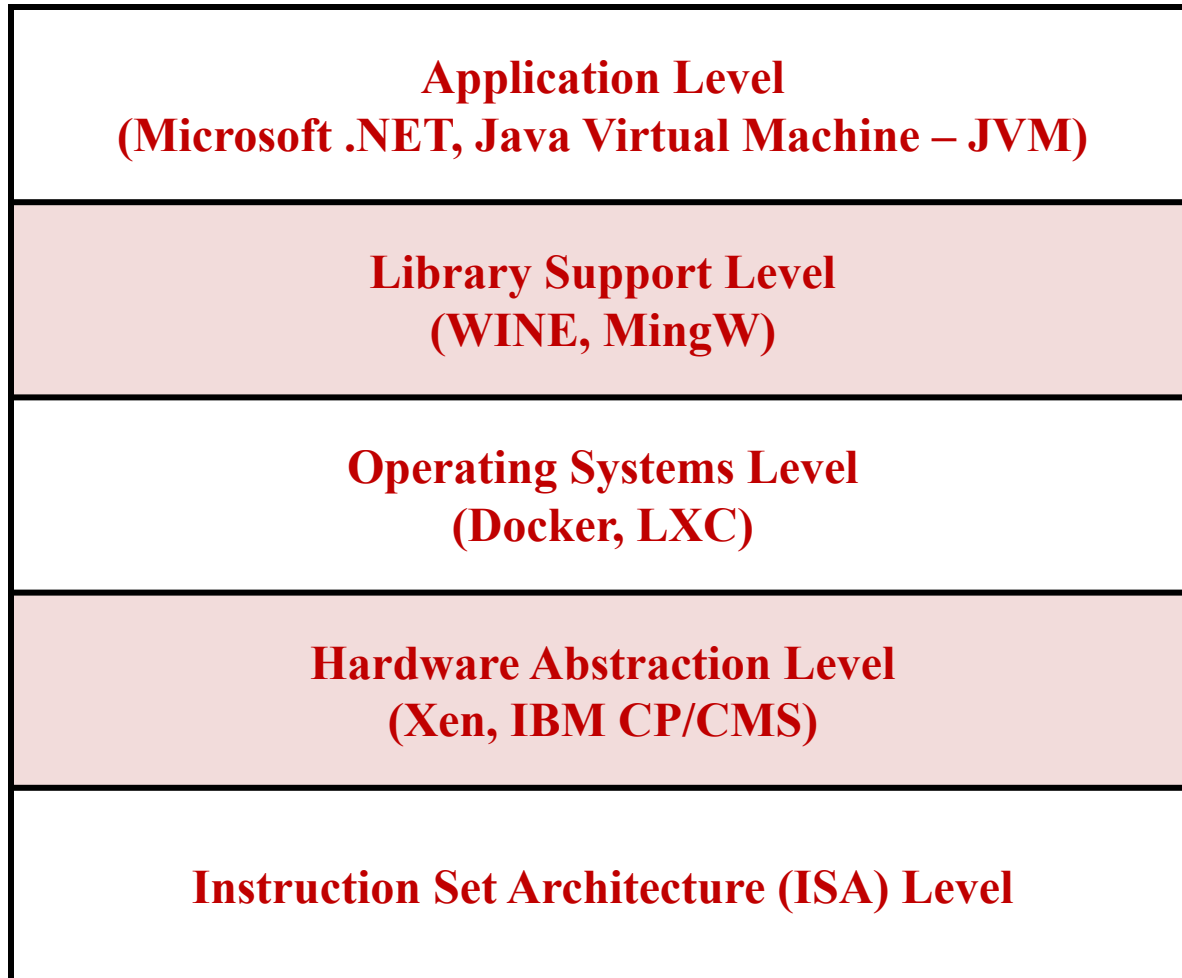 Application Level
(Microsoft .NET, Java Virtual Machine – JVM)
Library Support Level
(WINE, MingW)
Operating Systems Level
(Docker, LXC)
Hardware Abstraction Level
(Xen, IBM CP/CMS)
Instruction Set Architecture (ISA) Level